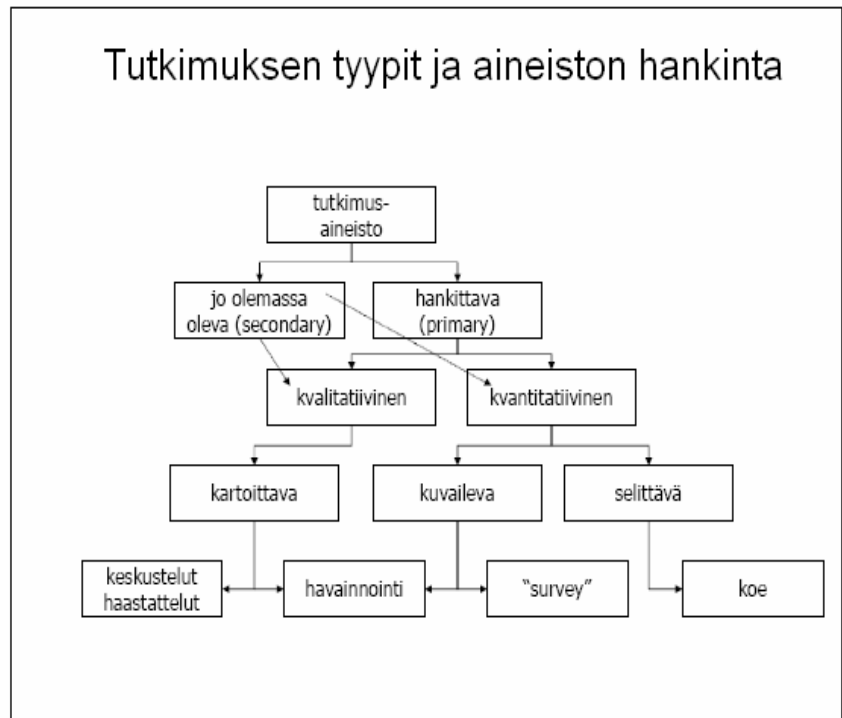 Tutkimuksen tyypit ja aineiston hankinta
tutkimus-
aineisto
jo olemassa
oleva (secondary)
hankittava
(primary)
kvalitatiivinen
kvantitatiivinen
kartoittava
kuvaileva
selittävä
keskustelut
haastattelut
havainnointi
"survey"
koe